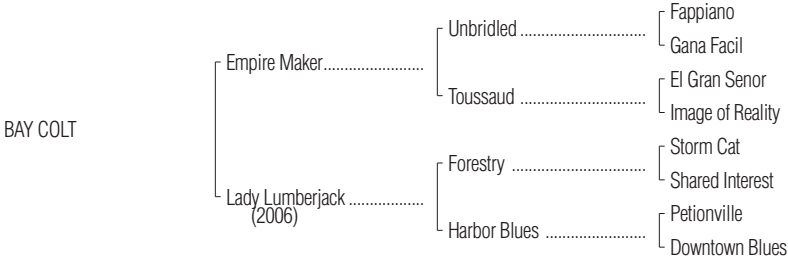 Fappiano
Unbridled ..............................
Gana Facil
Empire Maker........................
El Gran Senor
Toussaud ..............................
Image of Reality
BAY COLT
Storm Cat
Forestry ................................
Shared Interest
Lady Lumberjack ..................
(2006)
Petionville
Harbor Blues ........................
Downtown Blues